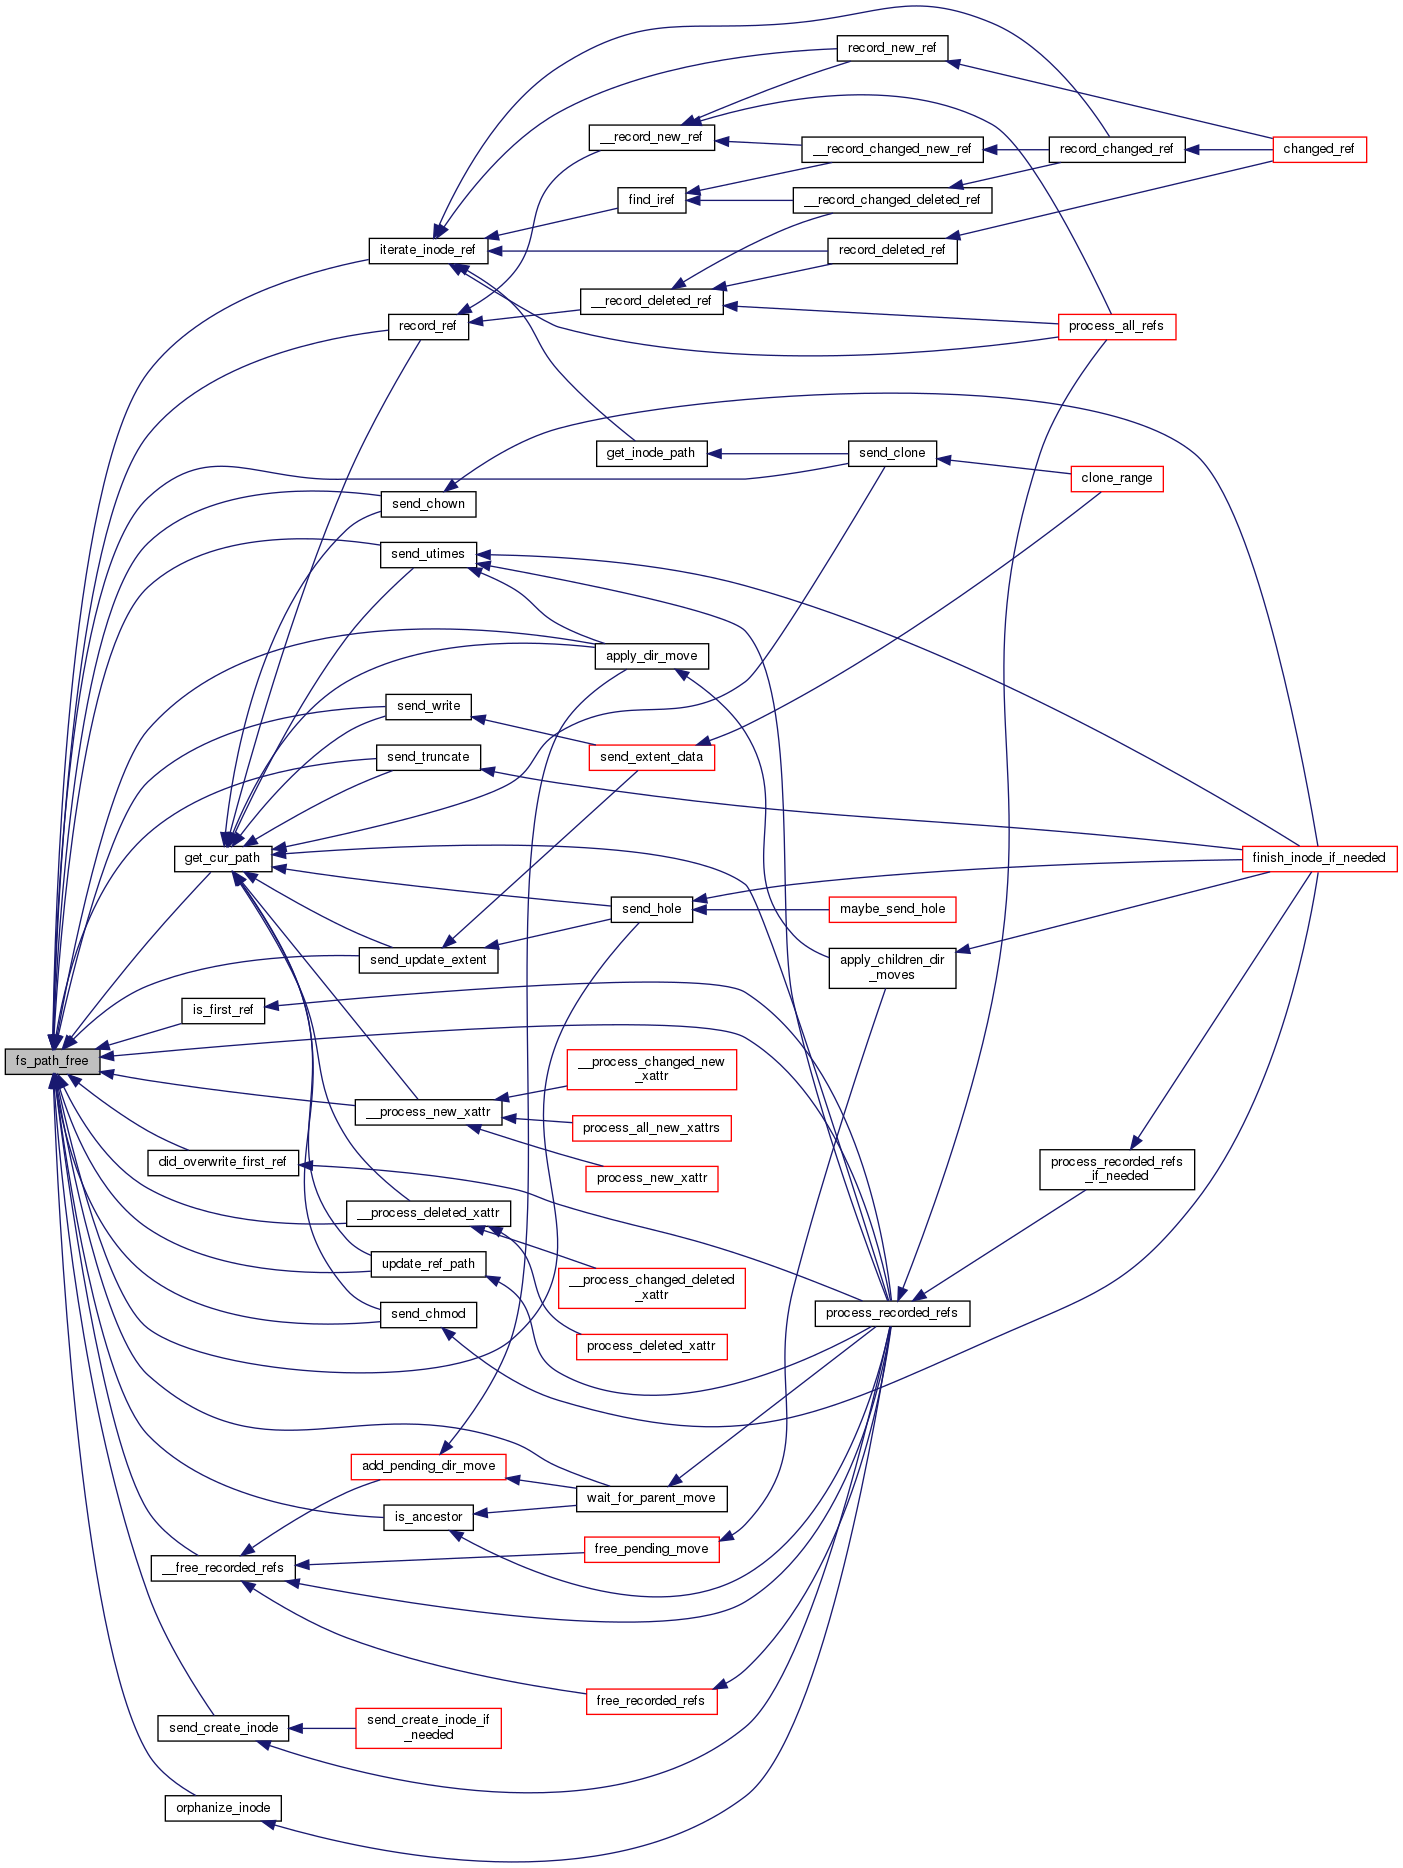 record_new_ref
__record_new_ref
__record_changed_new_ref
record_changed_ref
changed_ref
find_iref
__record_changed_deleted_ref
iterate_inode_ref
record_deleted_ref
__record_deleted_ref
record_ref
process_all_refs
get_inode_path
send_clone
clone_range
send_chown
send_utimes
apply_dir_move
send_write
send_truncate
send_extent_data
get_cur_path
finish_inode_if_needed
send_hole
maybe_send_hole
send_update_extent
apply_children_dir
_moves
is_first_ref
fs_path_free
__process_changed_new
_xattr
__process_new_xattr
process_all_new_xattrs
did_overwrite_first_ref
process_new_xattr
process_recorded_refs
_if_needed
__process_deleted_xattr
update_ref_path
__process_changed_deleted
_xattr
send_chmod
process_recorded_refs
process_deleted_xattr
add_pending_dir_move
wait_for_parent_move
is_ancestor
free_pending_move
__free_recorded_refs
free_recorded_refs
send_create_inode
send_create_inode_if
_needed
orphanize_inode